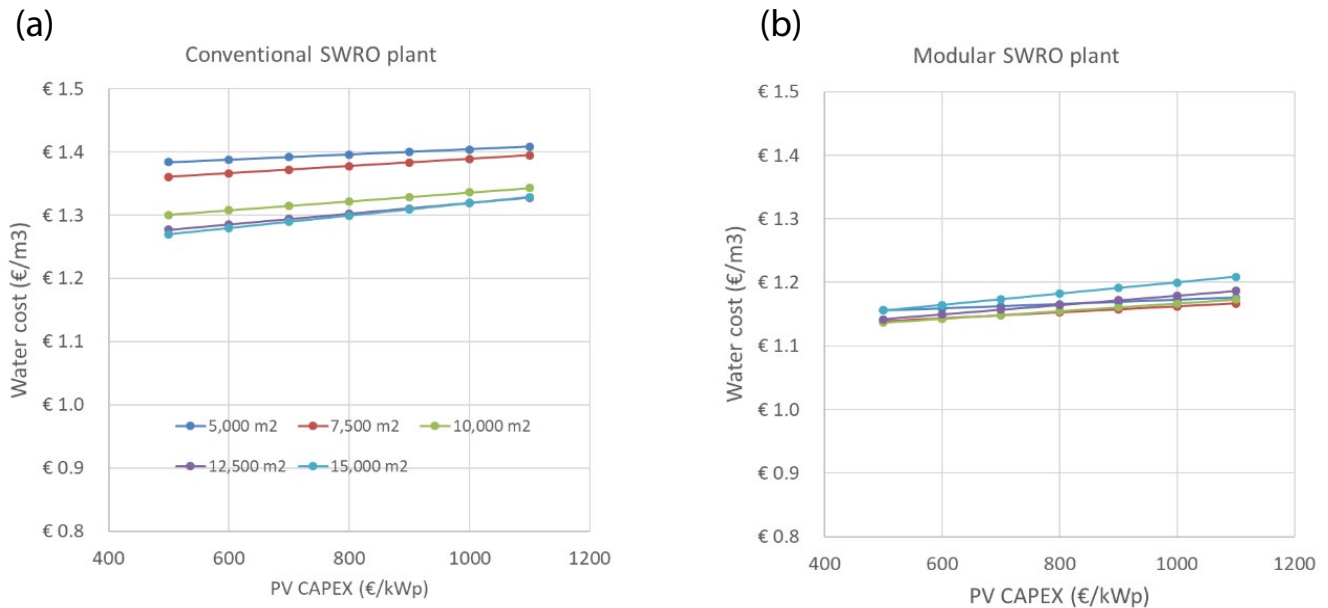 (a)
Conventional SWRO plant
€ 1.5
€ 1.4
€ 1.3
€ 1.2
€ 1.1
€ 1.0
€ 0.9
€ 0.8
Water cost (€/m3)
5,000 m2 7,500 m2 10,000 m2
12,500 m2 15,000 m2
400 600 800 1000 1200
PV CAPEX (€/kWp)
(b)
Modular SWRO plant
€ 1.5
€ 1.4
€ 1.3
€ 1.2
€ 1.1
€ 1.0
€ 0.9
€ 0.8
Water cost (€/m3)
400 600 800 1000 1200
PV CAPEX (€/kWp)